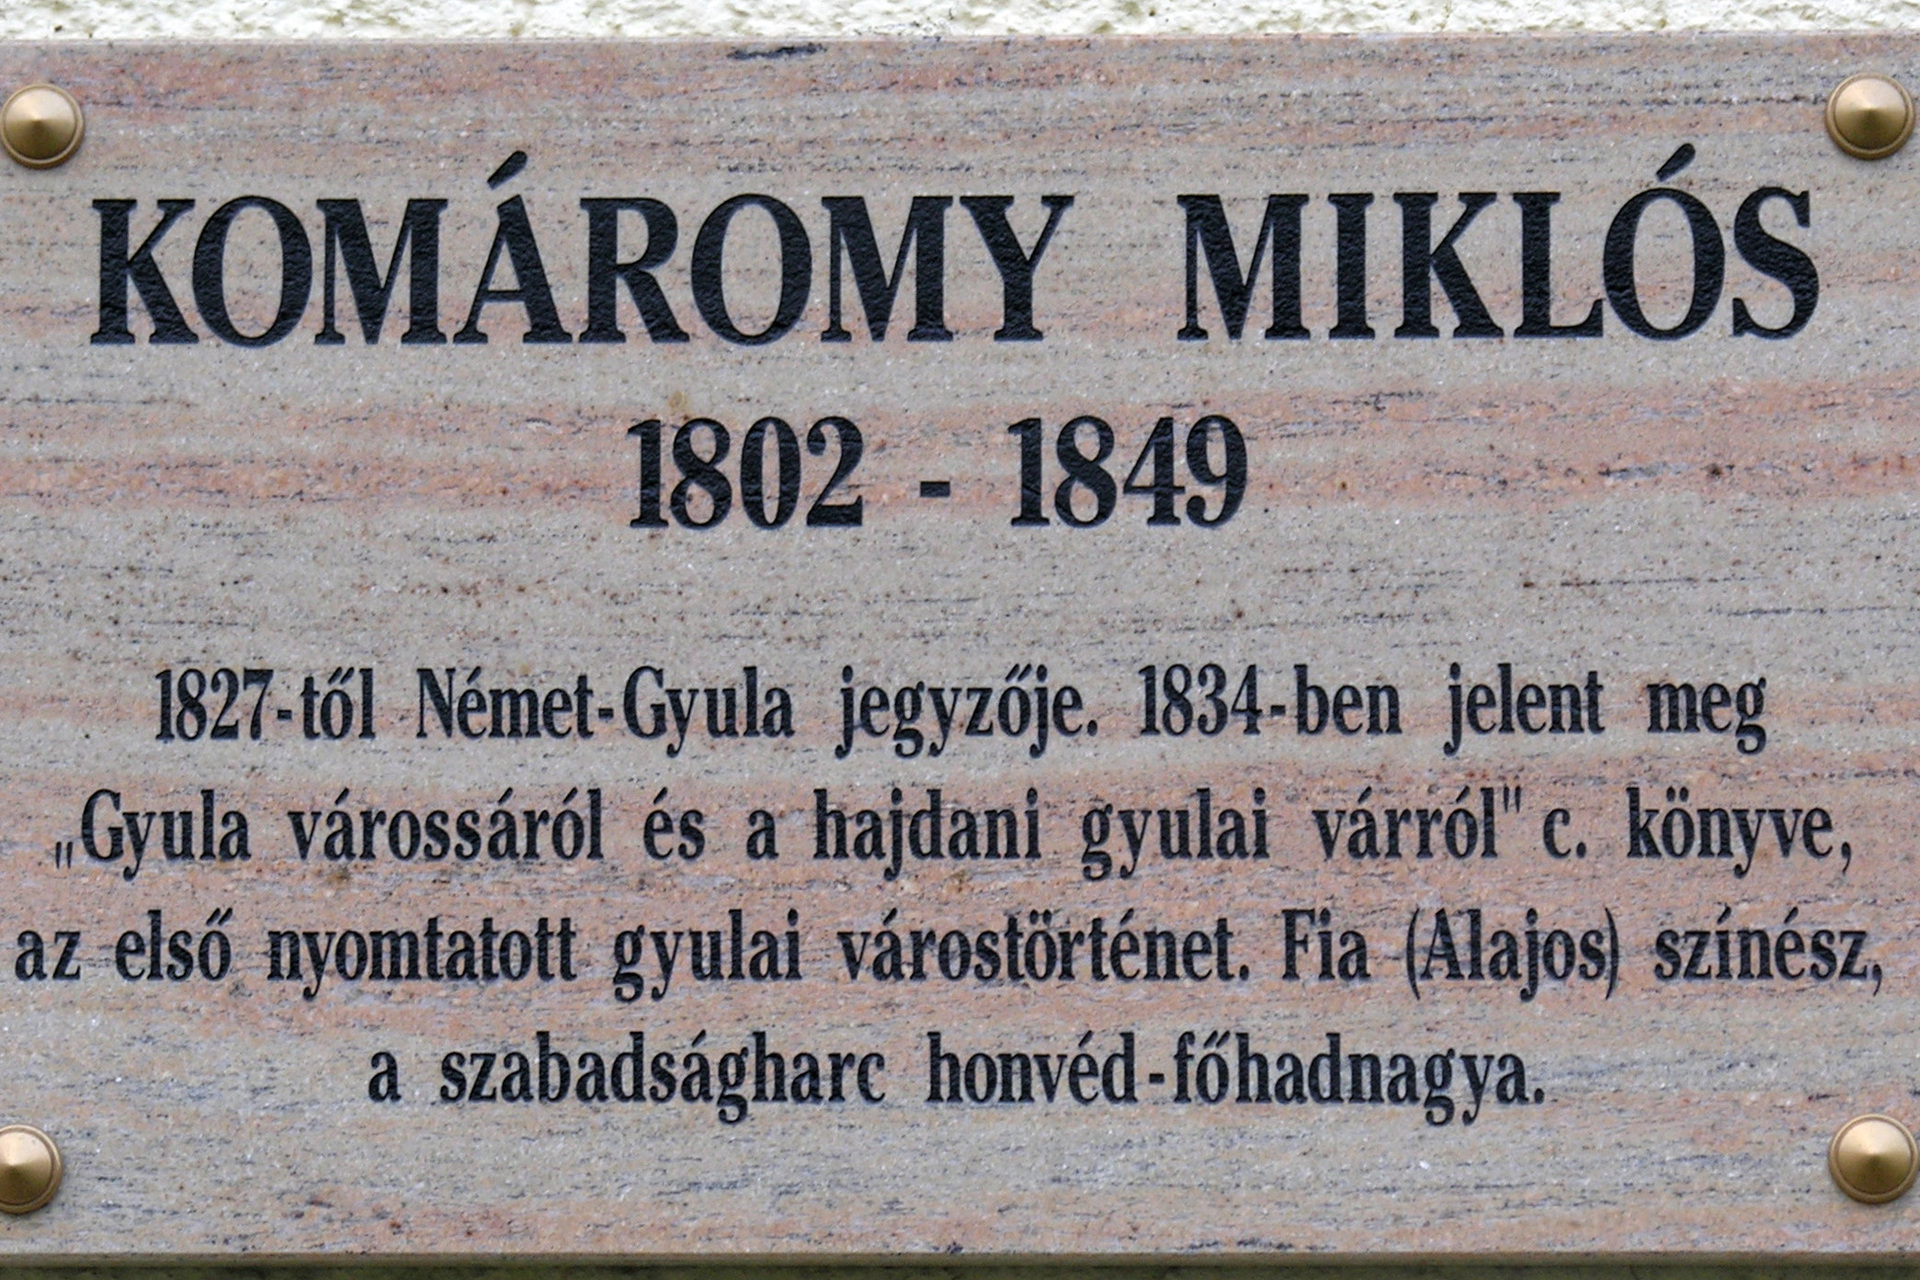 KOMÁROMY MIKLÓS
1802 - 1849
1827-től Német-Gyula jegyzője. 1834-ben jelent meg
„Gyula várossáról és a hajdani gyulai várról" c. könyve,
az első nyomtatott gyulai várostörténet. Fia (Alajos) színész,
a szabadságharc honvéd-főhadnagya.